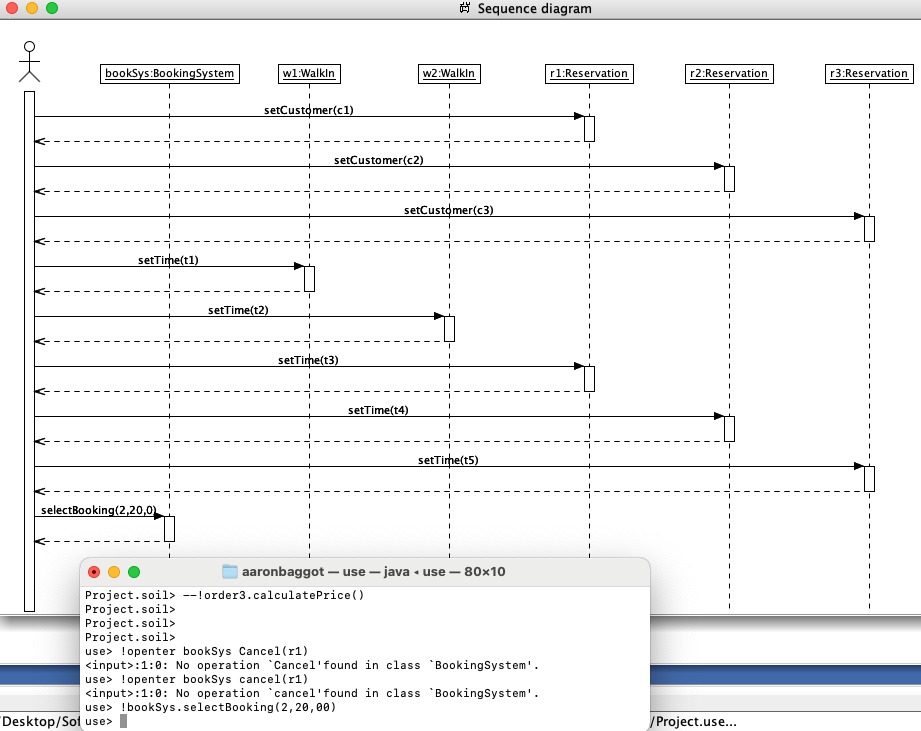 Sequence diagram
bookSys:BookingSystem
w1:WalkIn
w2:WalkIn
r1:Reservation
r2:Reservation
r3:Reservation
setCustomer(c1)
setCustomer(c2)
setCustomer(c3)
setTime(t1)
setTime(t2)
setTime(t3)
setTime(t4)
setTime(t5)
selectBooking(2,20,0)
aaronbaggot — use — java ◂ use — 80×10
Project.soil> --!order3.calculatePrice()
Project.soil>
Project.soil>
Project.soil>
use> !openter bookSys Cancel(r1)
<input>:1:0: No operation `Cancel'found in class `BookingSystem'.
use> !openter bookSys cancel(r1)
<input>:1:0: No operation `cancel'found in class `BookingSystem'.
use> !bookSys.selectBooking(2,20,00)
use>
/Desktop/Sof
/Project.use...